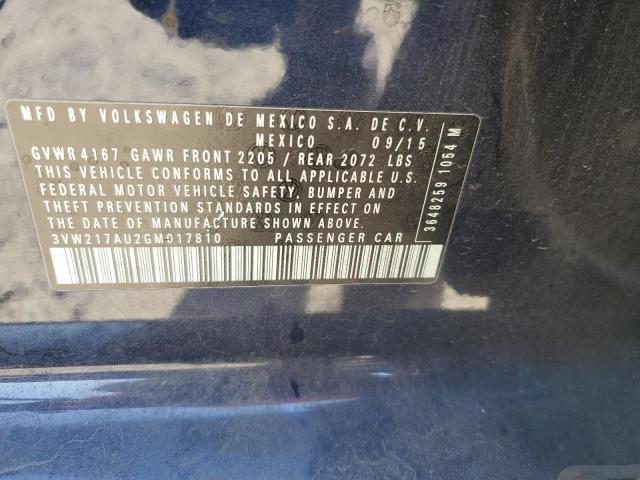 MFD BY VOLKSWAGEN DE MEXICO S.A. DE C.V.
MEXICO 09/15
GVWR 4167 GAWR FRONT 2205 / REAR 2072 LBS
THIS VEHICLE CONFORMS TO ALL APPLICABLE U.S.
FEDERAL MOTOR VEHICLE SAFETY, BUMPER AND
THEFT PREVENTION STANDARDS IN EFFECT ON
THE DATE OF MANUFACTURE SHOWN ABOVE.
3VW217AU2GM017810 PASSENGER CAR
3648259 1054 M